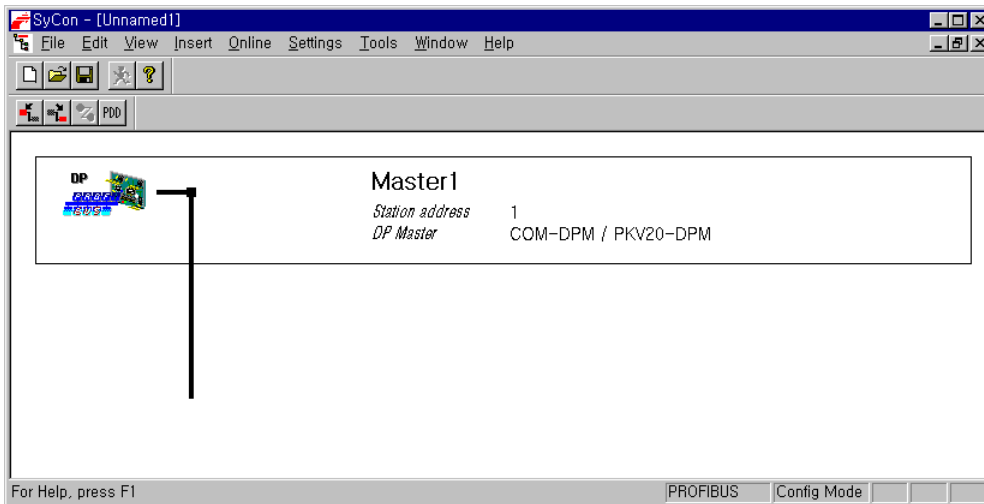 SyCon - [Unnamed1]
File Edit View Insert Online Settings Tools Window Help
PDD
DP
Master1
Station address 1
DP Master COM-DPM / PKV20-DPM
For Help, press F1 PROFIBUS Config Mode